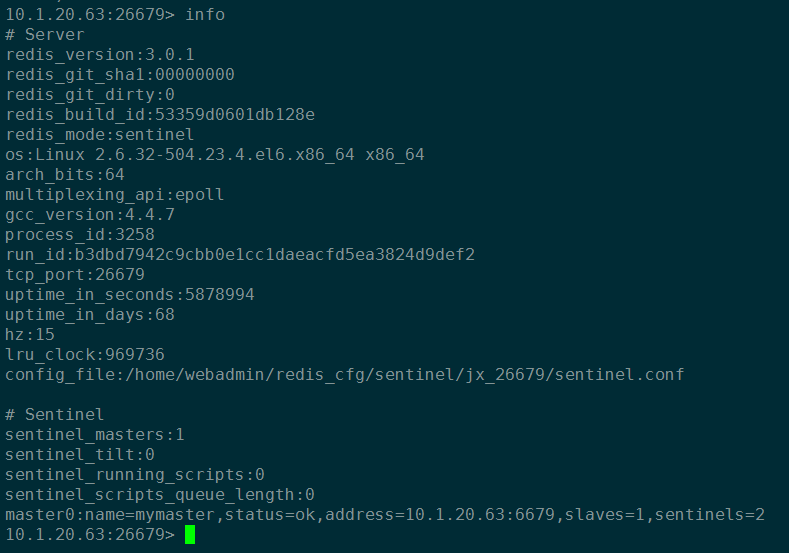 10.1.20.63:26679> info
# Server
redis_version:3.0.1
redis_git_sha1:00000000
redis_git_dirty:0
redis_build_id:53359d0601db128e
redis_mode:sentinel
os:Linux 2.6.32-504.23.4.el6.x86_64 x86_64
arch_bits:64
multiplexing_api:epoll
gcc_version:4.4.7
process_id:3258
run_id:b3dbd7942c9cbb0e1cc1daeacfd5ea3824d9def2
tcp_port:26679
uptime_in_seconds:5878994
uptime_in_days:68
hz:15
lru_clock:969736
config_file:/home/webadmin/redis_cfg/sentinel/jx_26679/sentinel.conf
# Sentinel
sentinel_masters:1
sentinel_tilt:0
sentinel_running_scripts:0
sentinel_scripts_queue_length:0
master0:name=mymaster,status=ok,address=10.1.20.63:6679,slaves=1,sentinels=2
10.1.20.63:26679>